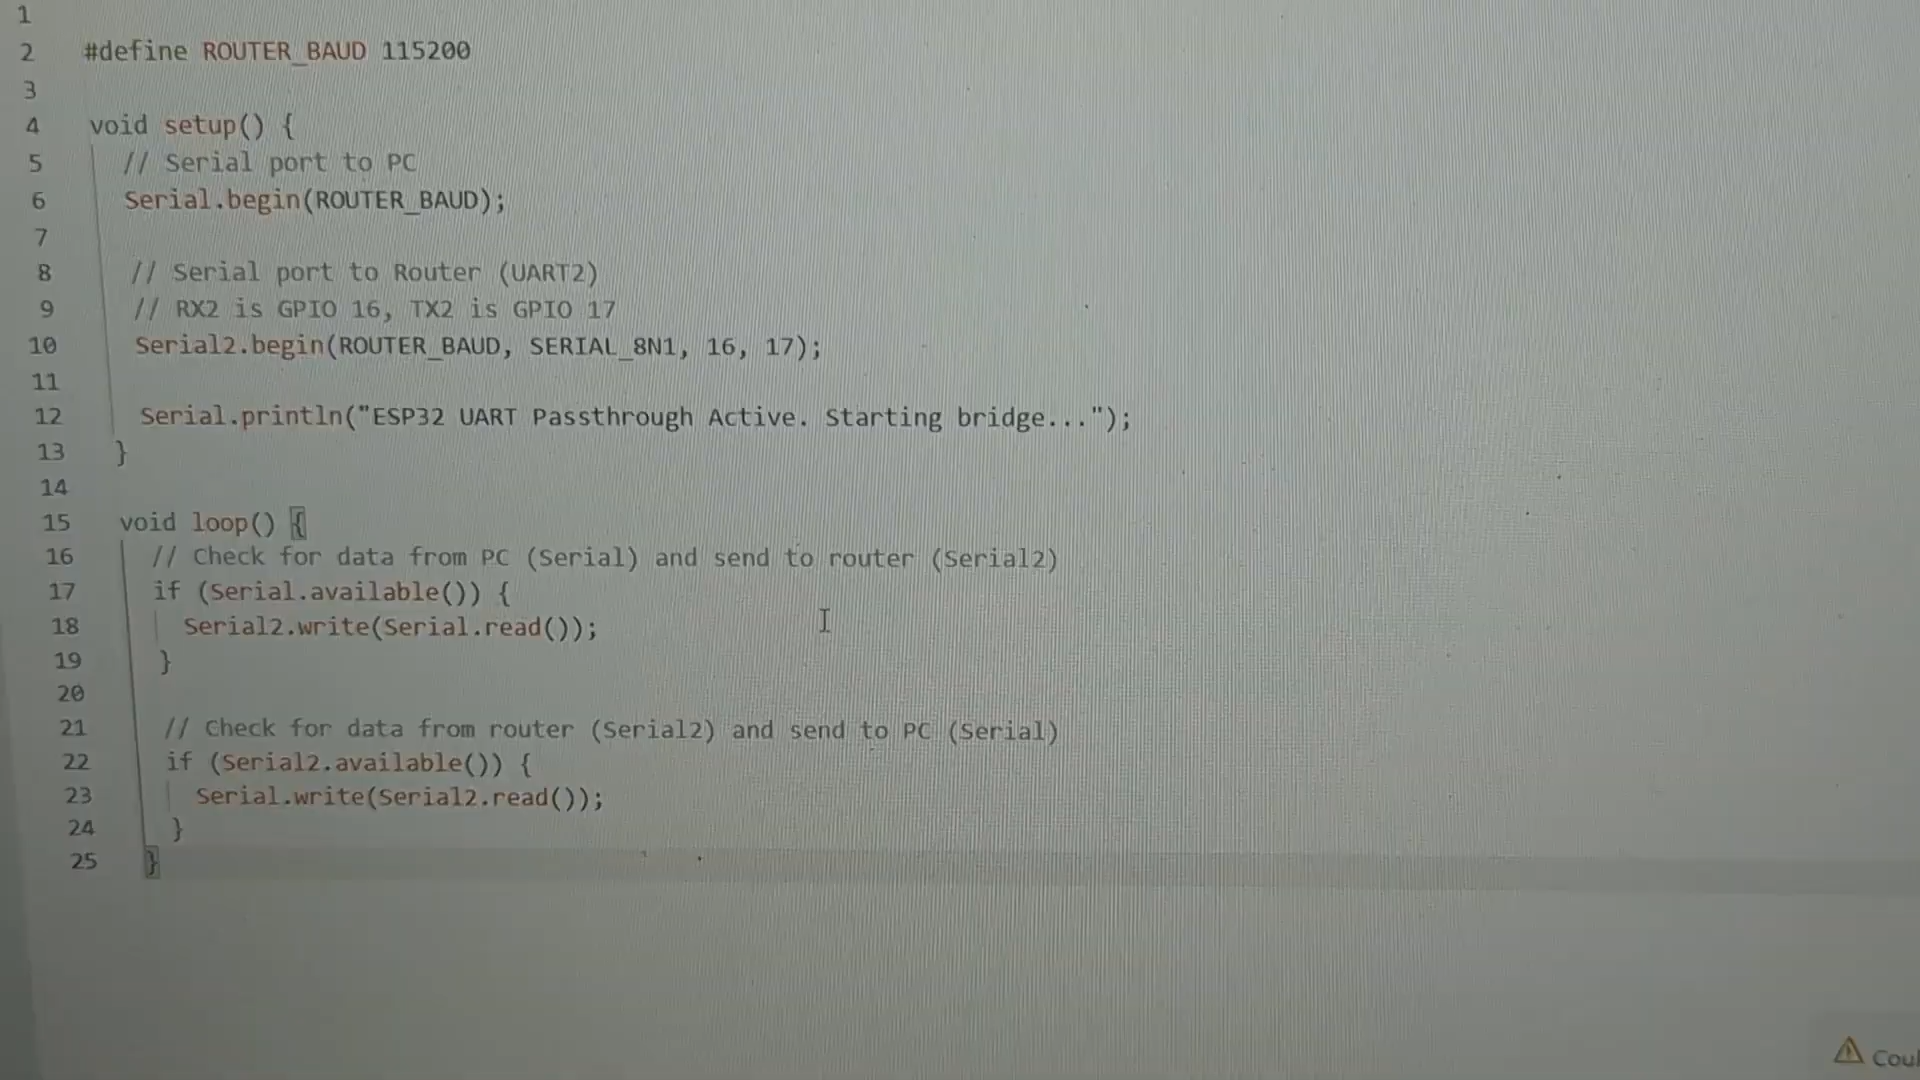 1
2 #define ROUTER_BAUD 115200
3
4 void setup() {
5 // Serial port to PC
6 Serial.begin(ROUTER_BAUD);
7
8 // Serial port to Router (UART2)
9 // RX2 is GPIO 16, TX2 is GPIO 17
10 Serial2.begin(ROUTER_BAUD, SERIAL_8N1, 16, 17);
11
12 Serial.println("ESP32 UART Passthrough Active. Starting bridge...");
13 }
14
15 void loop() {
16 // Check for data from PC (Serial) and send to router (Serial2)
17 if (Serial.available()) {
18 Serial2.write(Serial.read());
19 }
20
21 // Check for data from router (Serial2) and send to PC (Serial)
22 if (Serial2.available()) {
23 Serial.write(Serial2.read());
24 }
25 }